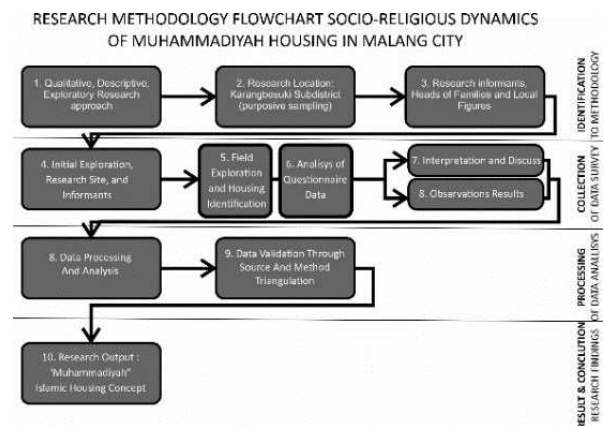 RESEARCH METHODOLOGY FLOWCHART SOCIO-RELIGIOUS DYNAMICS
OF MUHAMMADIYAH HOUSING IN MALANG CITY
1. Qualitative, Descriptive,
Exploratory Research
approach
2. Research Location:
Karangbesuki Subdistrict
(purposive sampling)
3. Research informants,
Heads of Families and Local
Figures
IDENTIFICATION
TO METHODOLOGY
4. Initial Exploration,
Research Site, and
Informants
5. Field
Exploration
and Housing
Identification
6. Analisys of
Questionnaire
Data
7. Interpretation and Discuss
8. Observations Results
COLLECTION
OF DATA SURVEY
8. Data Processing
And Analysis
9. Data Validation Through
Source And Method
Triangulation
PROCESSING
OF DATA ANALISYS
10. Research Output :
"Muhammadiyah"
Islamic Housing Concept
RESULT & CONCLUTION
RESEARCH FINDINGS